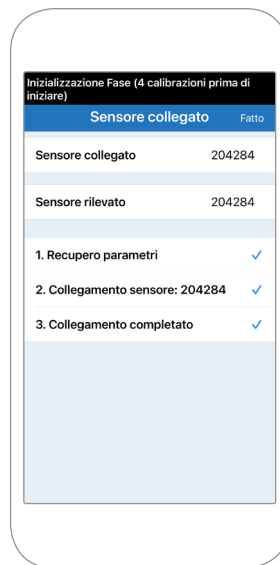 Inizializzazione Fase (4 calibrazioni prima di
iniziare)
Sensore collegato Fatto
Sensore collegato 204284
Sensore rilevato 204284
1. Recupero parametri
2. Collegamento sensore: 204284
3. Collegamento completato